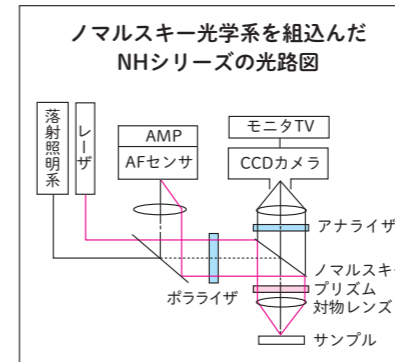 ノマルスキー光学系を組込んだ
NHシリーズの光路図
落射照明系
レーザ
AMP
AFセンサ
モニタTV
CCDカメラ
アナライザ
ポラライザ
ノマルスキー
プリズム
対物レンズ
サンプル